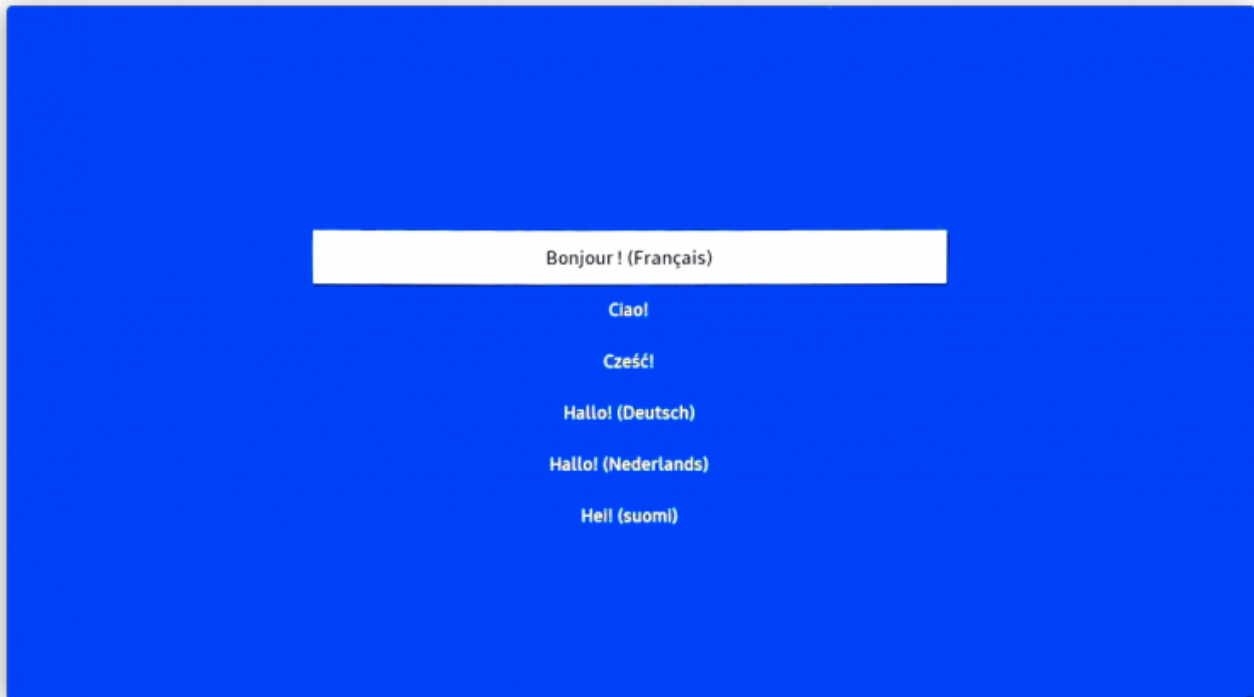 Bonjour ! (Français)
Ciao!
Cześć!
Hallo! (Deutsch)
Hallo! (Nederlands)
Hei! (suomi)